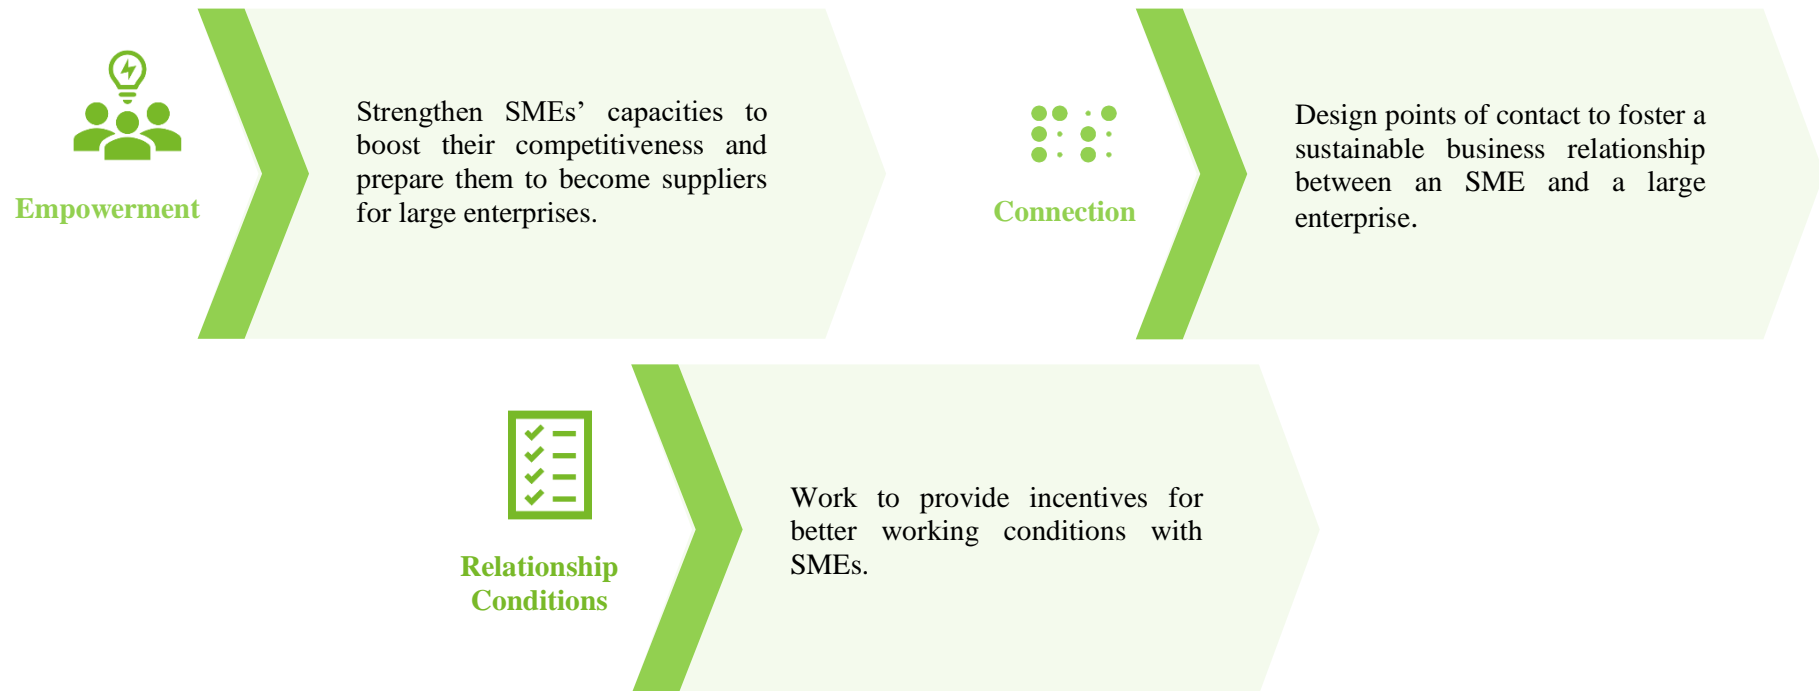 Empowerment
Strengthen SMEs’ capacities to
boost their competitiveness and
prepare them to become suppliers
for large enterprises.
Connection
Design points of contact to foster a
sustainable business relationship
between an SME and a large
enterprise.
Relationship
Conditions
Work to provide incentives for
better working conditions with
SMEs.